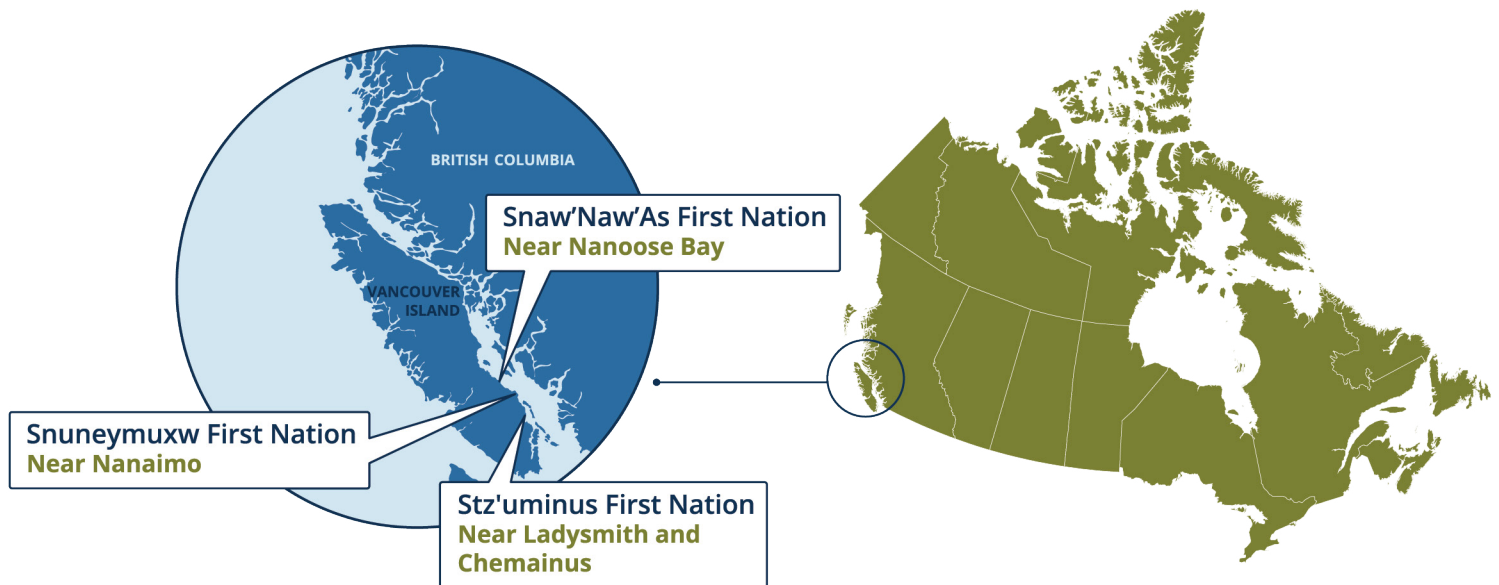 BRITISH COLUMBIA
Snaw’Naw’As First Nation
Near Nanoose Bay
VANCOUVER
ISLAND
Snuneymuxw First Nation
Near Nanaimo
Stz'uminus First Nation
Near Ladysmith and
Chemainus